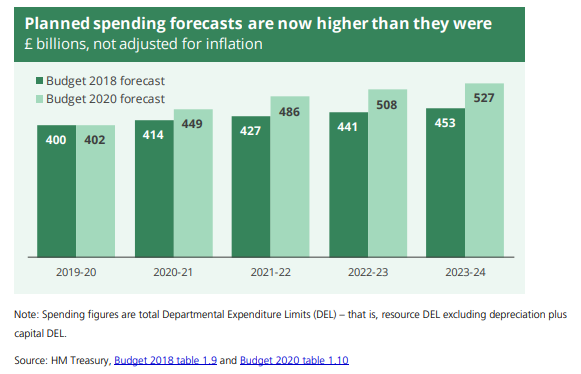 Planned spending forecasts are now higher than they were
£ billions, not adjusted for inflation
Budget 2018 forecast
Budget 2020 forecast
400 402 414 449 427 486 441 508 453 527
2019-20 2020-21 2021-22 2022-23 2023-24
Note: Spending figures are total Departmental Expenditure Limits (DEL) – that is, resource DEL excluding depreciation plus
capital DEL.
Source: HM Treasury, Budget 2018 table 1.9 and Budget 2020 table 1.10